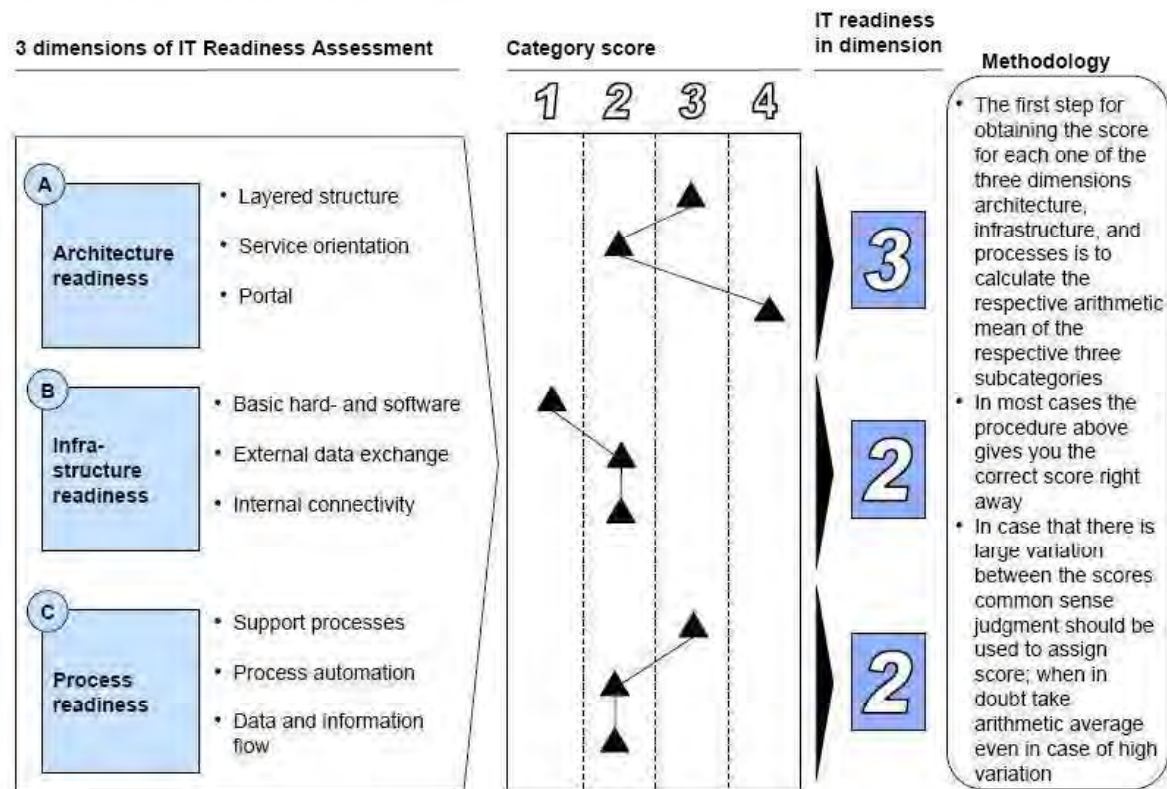 3 dimensions of IT Readiness Assessment
Category score
IT readiness
in dimension
Methodology
1 2 3 4
A
Architecture
readiness
• Layered structure
• Service orientation
• Portal
3
B
Infra-
structure
readiness
• Basic hard- and software
• External data exchange
• Internal connectivity
2
C
Process
readiness
• Support processes
• Process automation
• Data and information
flow
2
• The first step for
obtaining the score
for each one of the
three dimensions
architecture,
infrastructure, and
processes is to
calculate the
respective arithmetic
mean of the
respective three
subcategories
• In most cases the
procedure above
gives you the
correct score right
away
• In case that there is
large variation
between the scores
common sense
judgment should be
used to assign
score; when in
doubt take
arithmetic average
even in case of high
variation